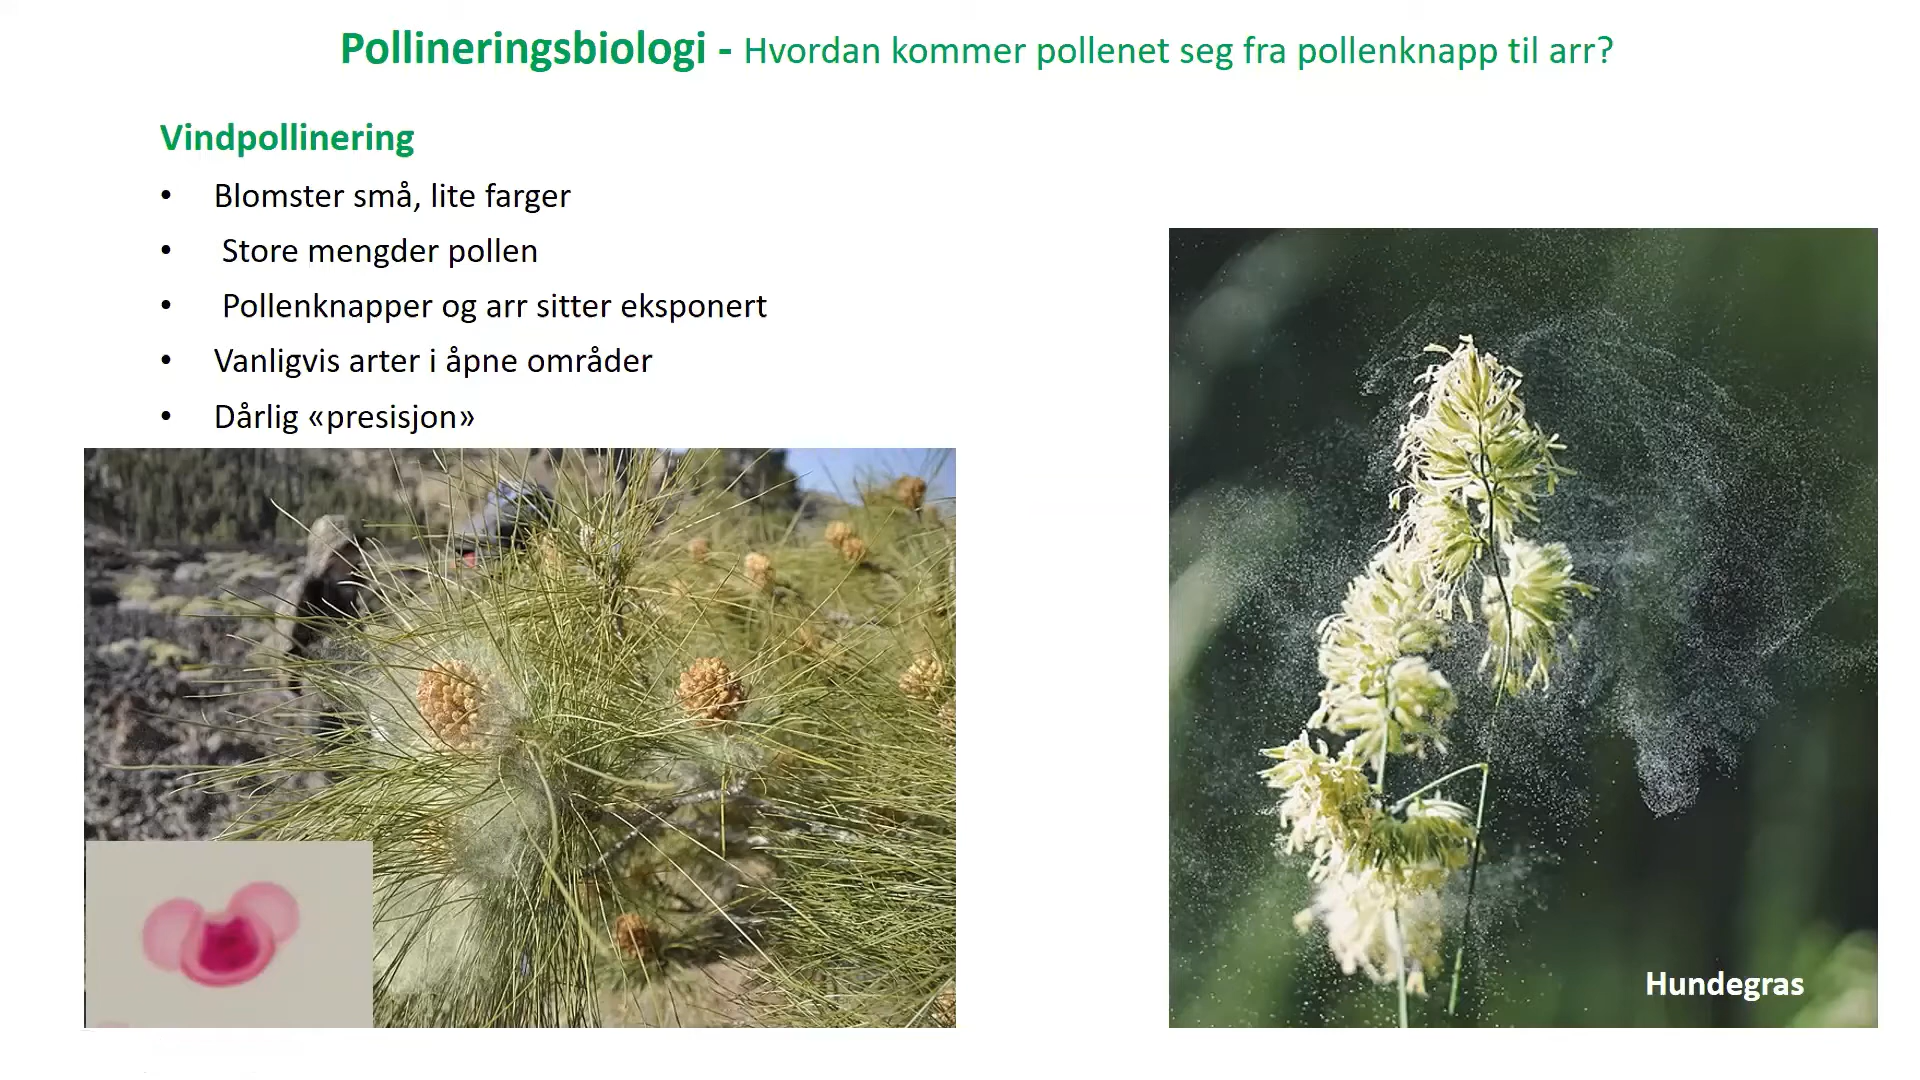 Pollineringsbiologi - Hvordan kommer pollenet seg fra pollenknapp til arr?
Vindpollinering
• Blomster små, lite farger
• Store mengder pollen
• Pollenknapper og arr sitter eksponert
• Vanligvis arter i åpne områder
• Dårlig «presisjon»
Hundegras